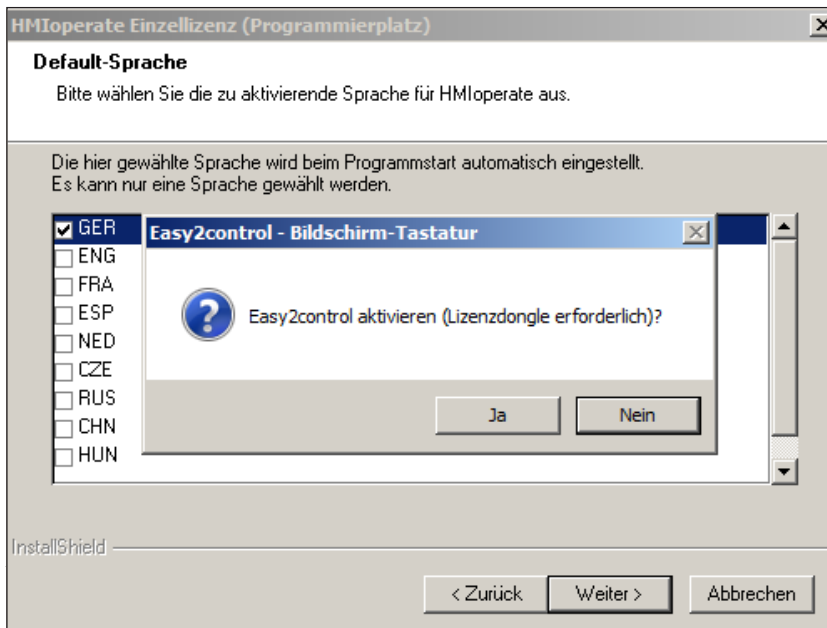 HMIoperate Einzellizenz (Programmierplatz)
Default-Sprache
Bitte wählen Sie die zu aktivierende Sprache für HMIoperate aus.
Die hier gewählte Sprache wird beim Programmstart automatisch eingestellt.
Es kann nur eine Sprache gewählt werden.
GER
ENG
FRA
ESP
NED
CZE
RUS
CHN
HUN
Easy2control - Bildschirm-Tastatur
Easy2control aktivieren (Lizenzdongle erforderlich)?
Ja Nein
InstallShield
< Zurück Weiter > Abbrechen